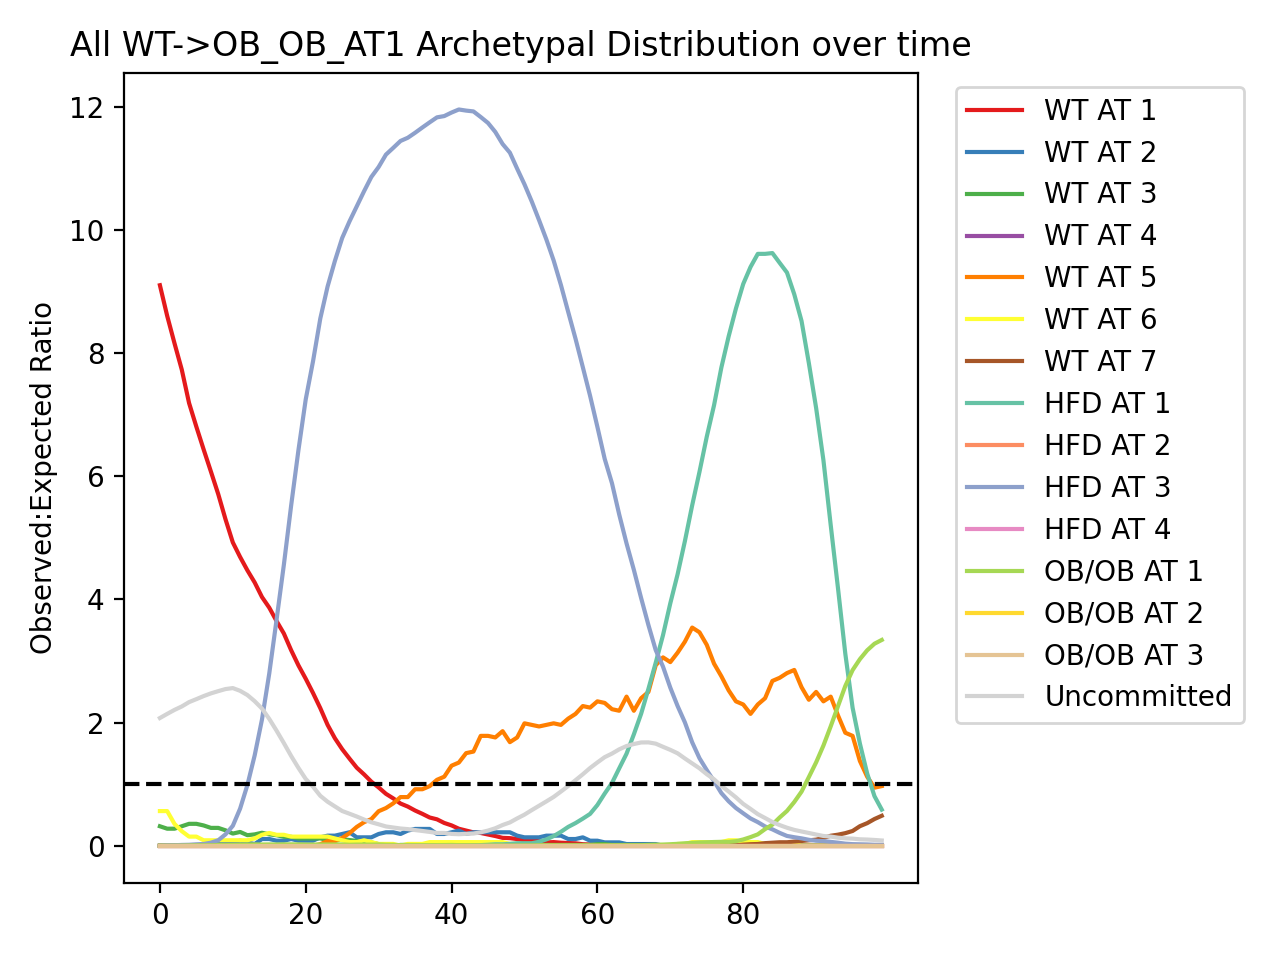 All WT->OB_OB_AT1 Archetypal Distribution over time
Observed:Expected Ratio
12
10
8
6
4
2
0
0 20 40 60 80
WT AT 1
WT AT 2
WT AT 3
WT AT 4
WT AT 5
WT AT 6
WT AT 7
HFD AT 1
HFD AT 2
HFD AT 3
HFD AT 4
OB/OB AT 1
OB/OB AT 2
OB/OB AT 3
Uncommitted